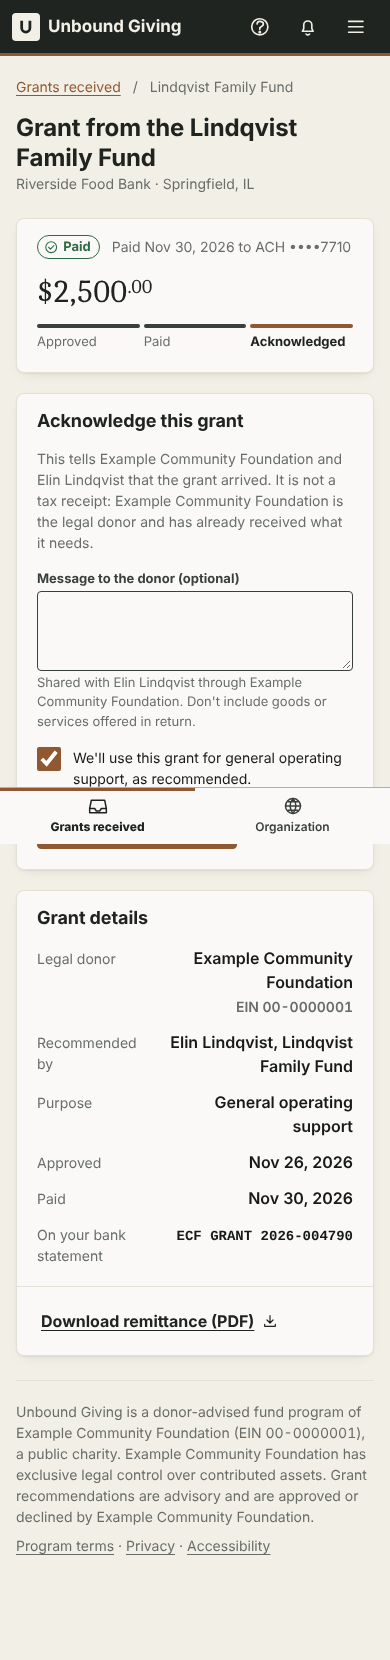 U Unbound Giving
Grants received / Lindqvist Family Fund
Grant from the Lindqvist
Family Fund
Riverside Food Bank · Springfield, IL
Paid Paid Nov 30, 2026 to ACH ••••7710
$2,500.00
Approved Paid Acknowledged
Acknowledge this grant
This tells Example Community Foundation and
Elin Lindqvist that the grant arrived. It is not a
tax receipt: Example Community Foundation is
the legal donor and has already received what
it needs.
Message to the donor (optional)
Shared with Elin Lindqvist through Example
Community Foundation. Don't include goods or
services offered in return.
We'll use this grant for general operating
support, as recommended.
Grants received Organization
Grant details
Legal donor Example Community
Foundation
EIN 00-0000001
Recommended Elin Lindqvist, Lindqvist
by Family Fund
Purpose General operating
support
Approved Nov 26, 2026
Paid Nov 30, 2026
On your bank ECF GRANT 2026-004790
statement
Download remittance (PDF)
Unbound Giving is a donor-advised fund program of
Example Community Foundation (EIN 00-0000001),
a public charity. Example Community Foundation has
exclusive legal control over contributed assets. Grant
recommendations are advisory and are approved or
declined by Example Community Foundation.
Program terms · Privacy · Accessibility